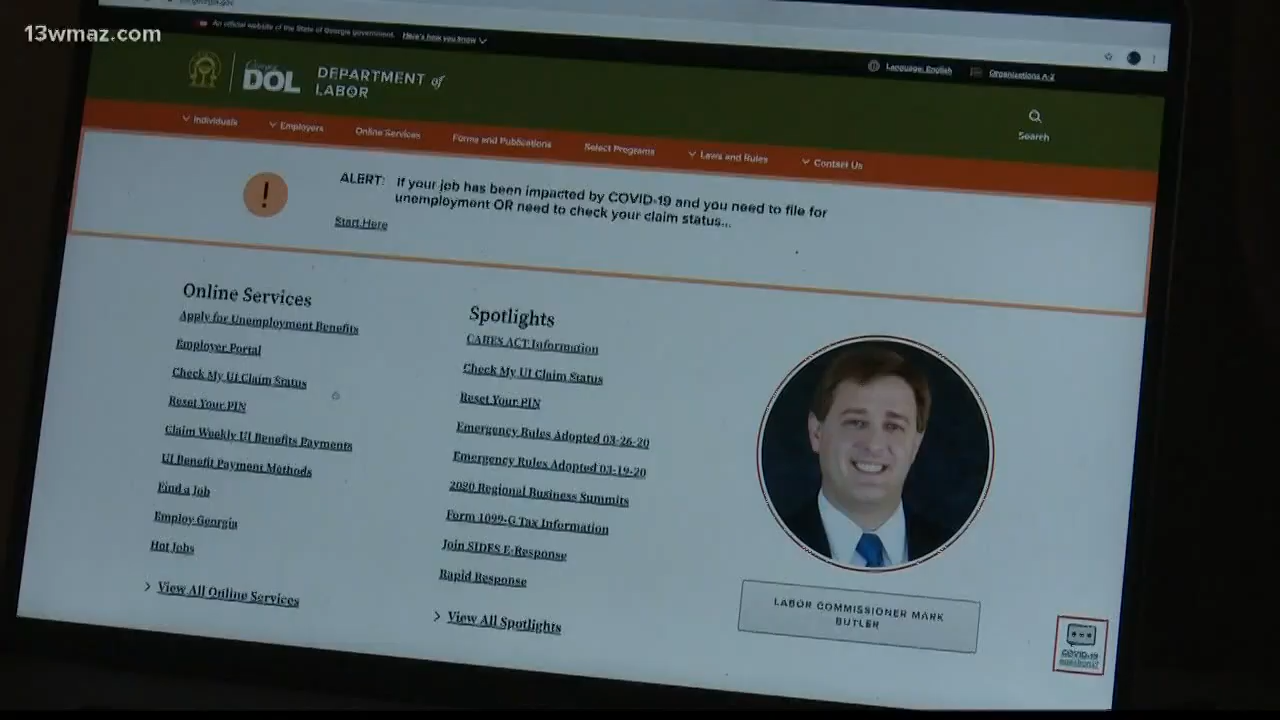 13wmaz.com
An official website of the State of Georgia government. Here's how you know
Language: English
Organizations A-Z
Georgia
DOL
DEPARTMENT of
LABOR
Search
Individuals
Employers
Online Services
Forms and Publications
Select Programs
Laws and Rules
Contact Us
!
ALERT: If your job has been impacted by COVID-19 and you need to file for
unemployment OR need to check your claim status...
Start Here
Online Services
Apply for Unemployment Benefits
Employer Portal
Check My UI Claim Status
Reset Your PIN
Claim Weekly UI Benefits Payments
UI Benefit Payment Methods
Find a Job
Employ Georgia
Hot Jobs
> View All Online Services
Spotlights
CARES ACT Information
Check My UI Claim Status
Reset Your PIN
Emergency Rules Adopted 03-26-20
Emergency Rules Adopted 03-19-20
2020 Regional Business Summits
Form 1099-G Tax Information
Join SIDES E-Response
Rapid Response
> View All Spotlights
LABOR COMMISSIONER MARK
BUTLER
COVID-19
questions?